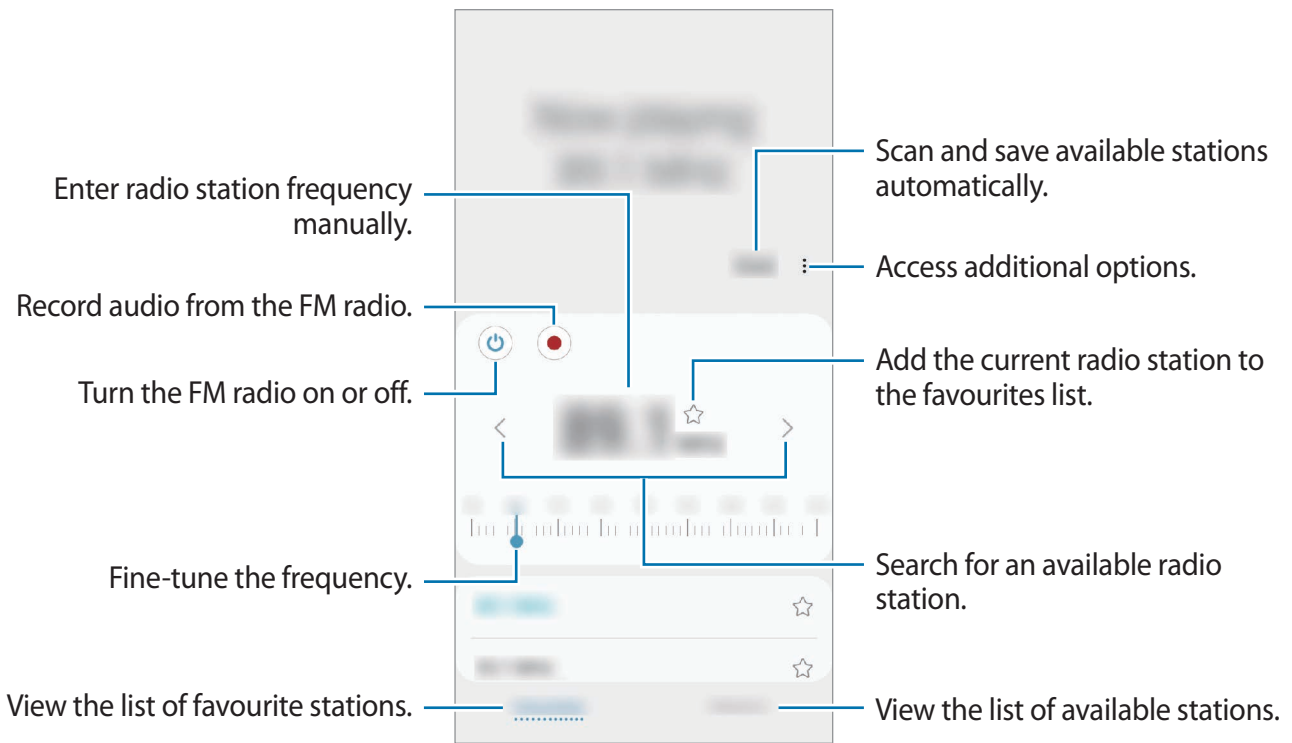 Scan and save available stations
automatically.
Enter radio station frequency
manually.
Access additional options.
Record audio from the FM radio.
Add the current radio station to
the favourites list.
Turn the FM radio on or off.
Search for an available radio
station.
Fine-tune the frequency.
View the list of favourite stations.
View the list of available stations.